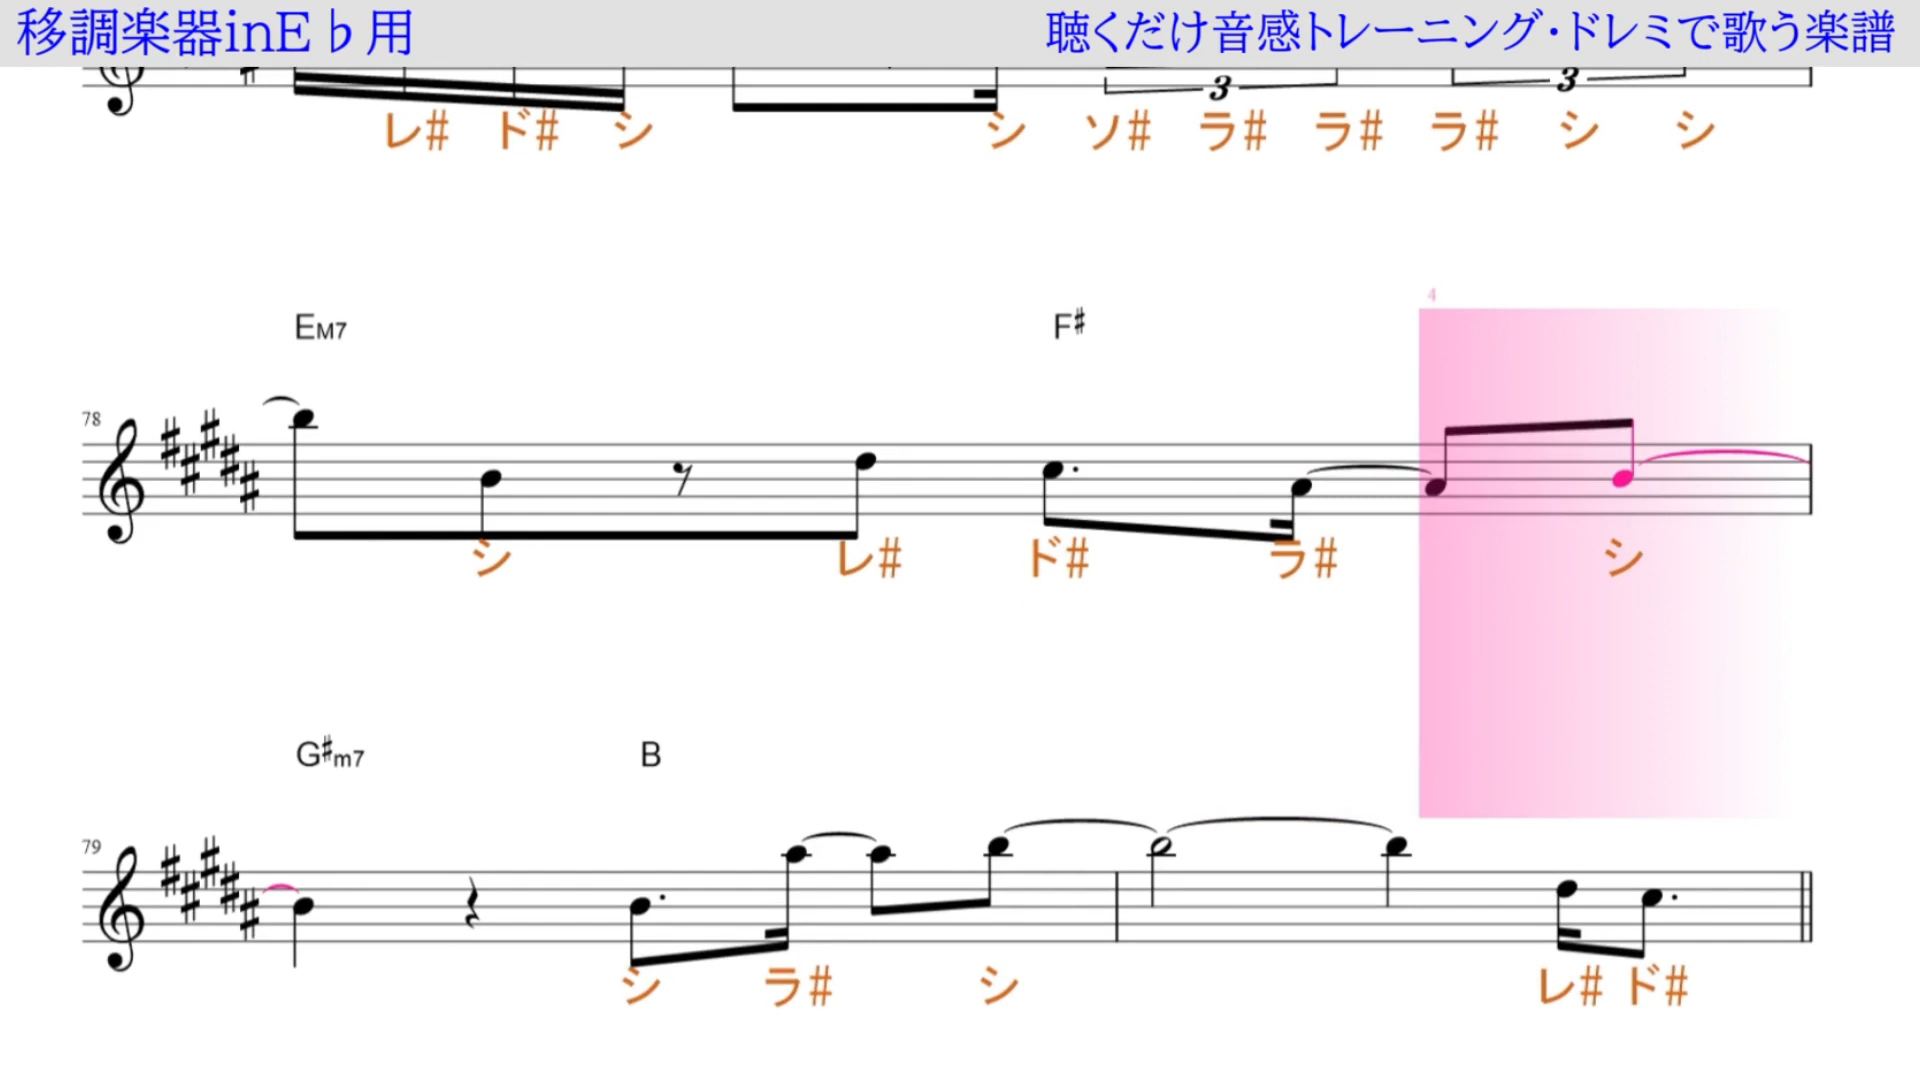 移調楽器inE♭用 聴くだけ音感トレーニング・ドレミで歌う楽譜
3 3
レ# ド# シ シ ソ# ラ# ラ# ラ# シ シ
4
EM7 F♯
78
シ レ# ド# ラ# シ
G♯m7 B
79
シ ラ# シ レ# ド#